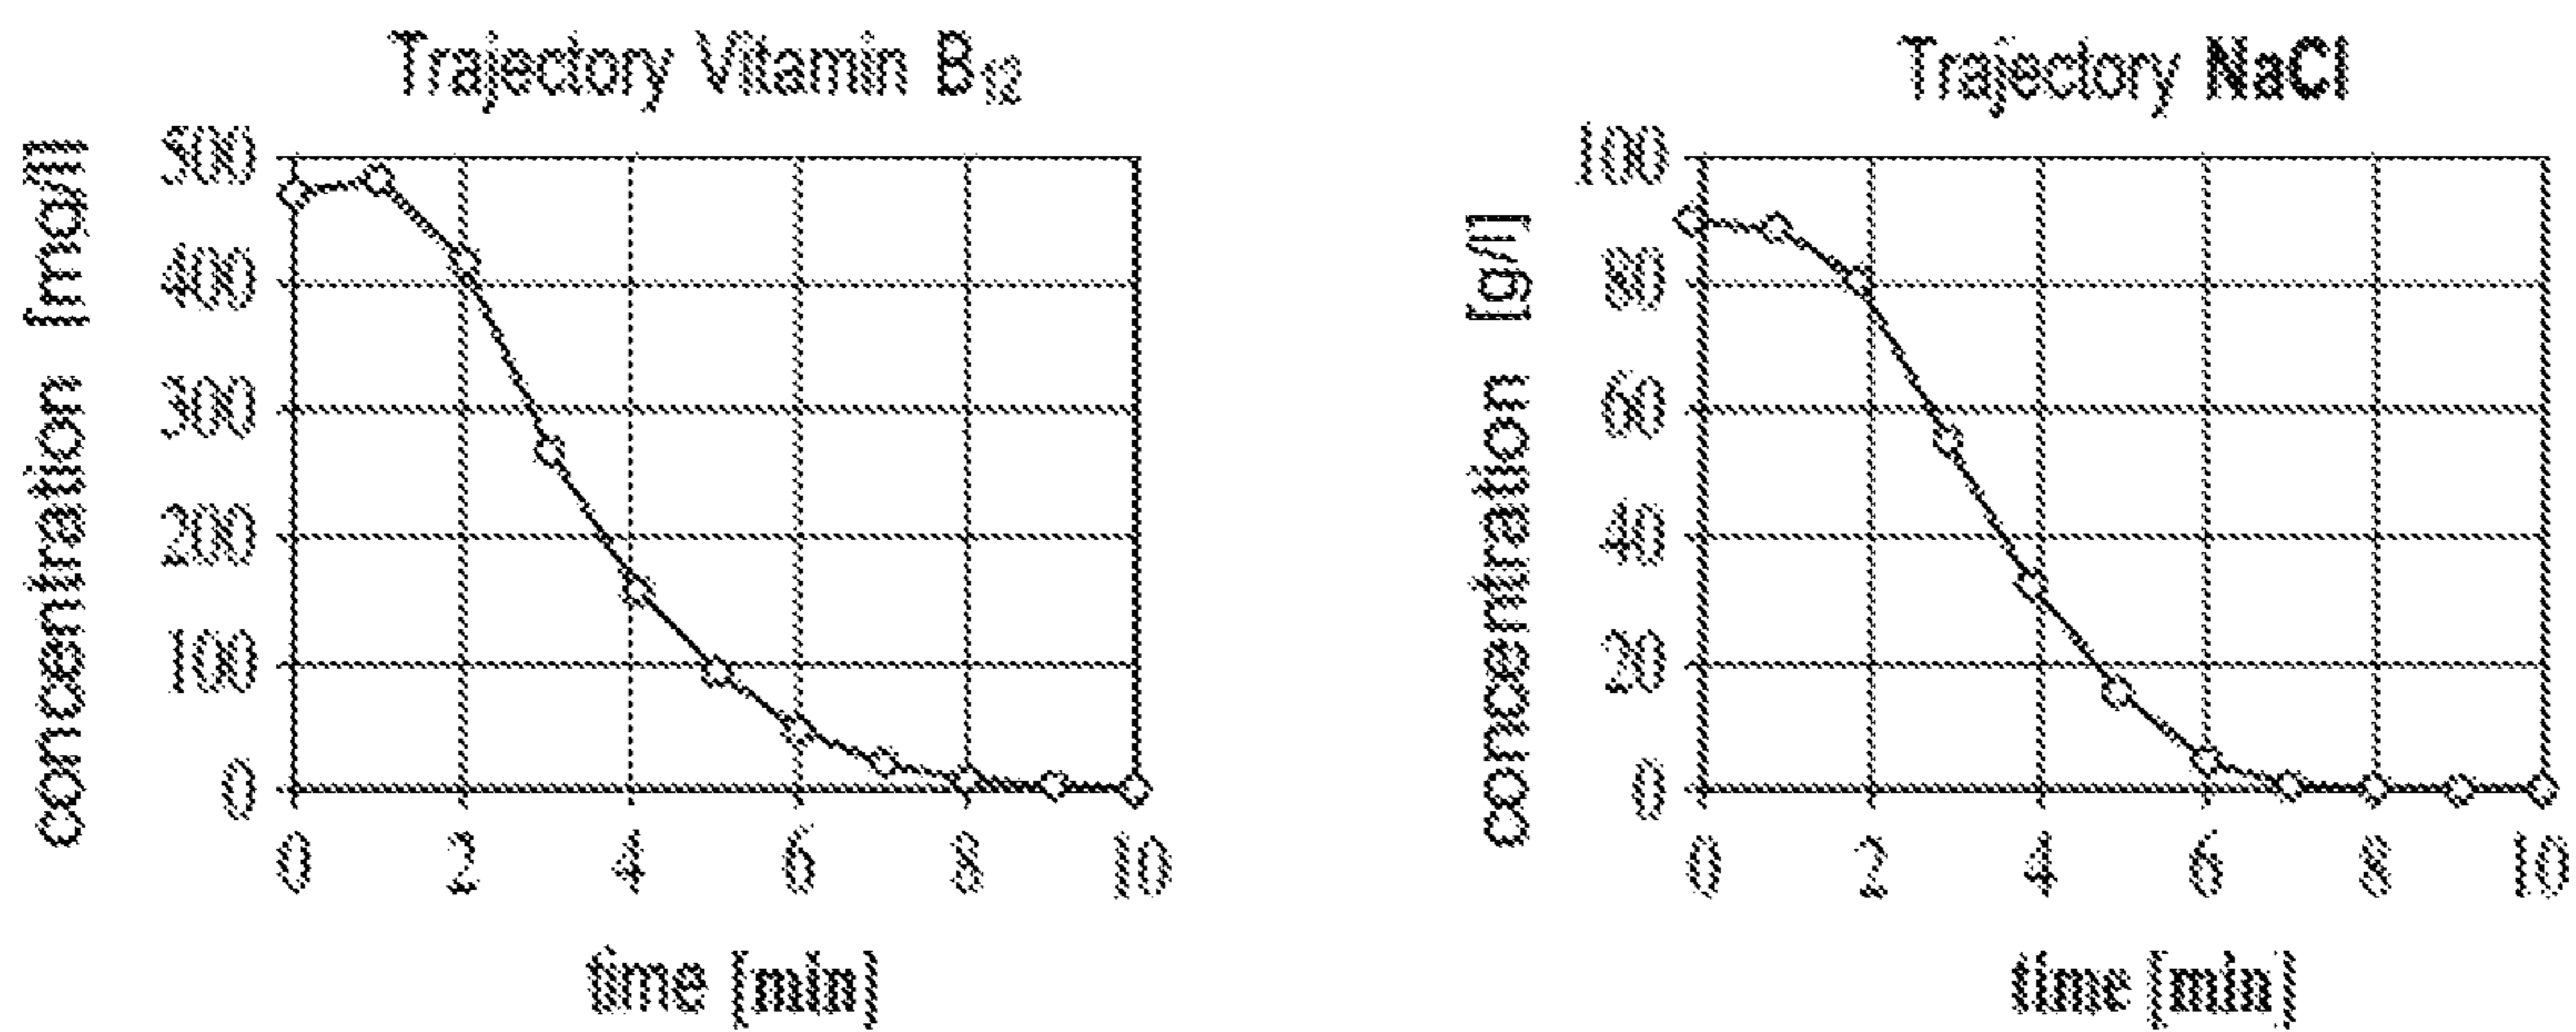 Trajectory Vitamin B₁₂
concentration [mg/l]
500
400
300
200
100
0
0 2 4 6 8 10
time [min]
Trajectory NaCl
concentration [g/l]
100
80
60
40
20
0
0 2 4 6 8 10
time [min]